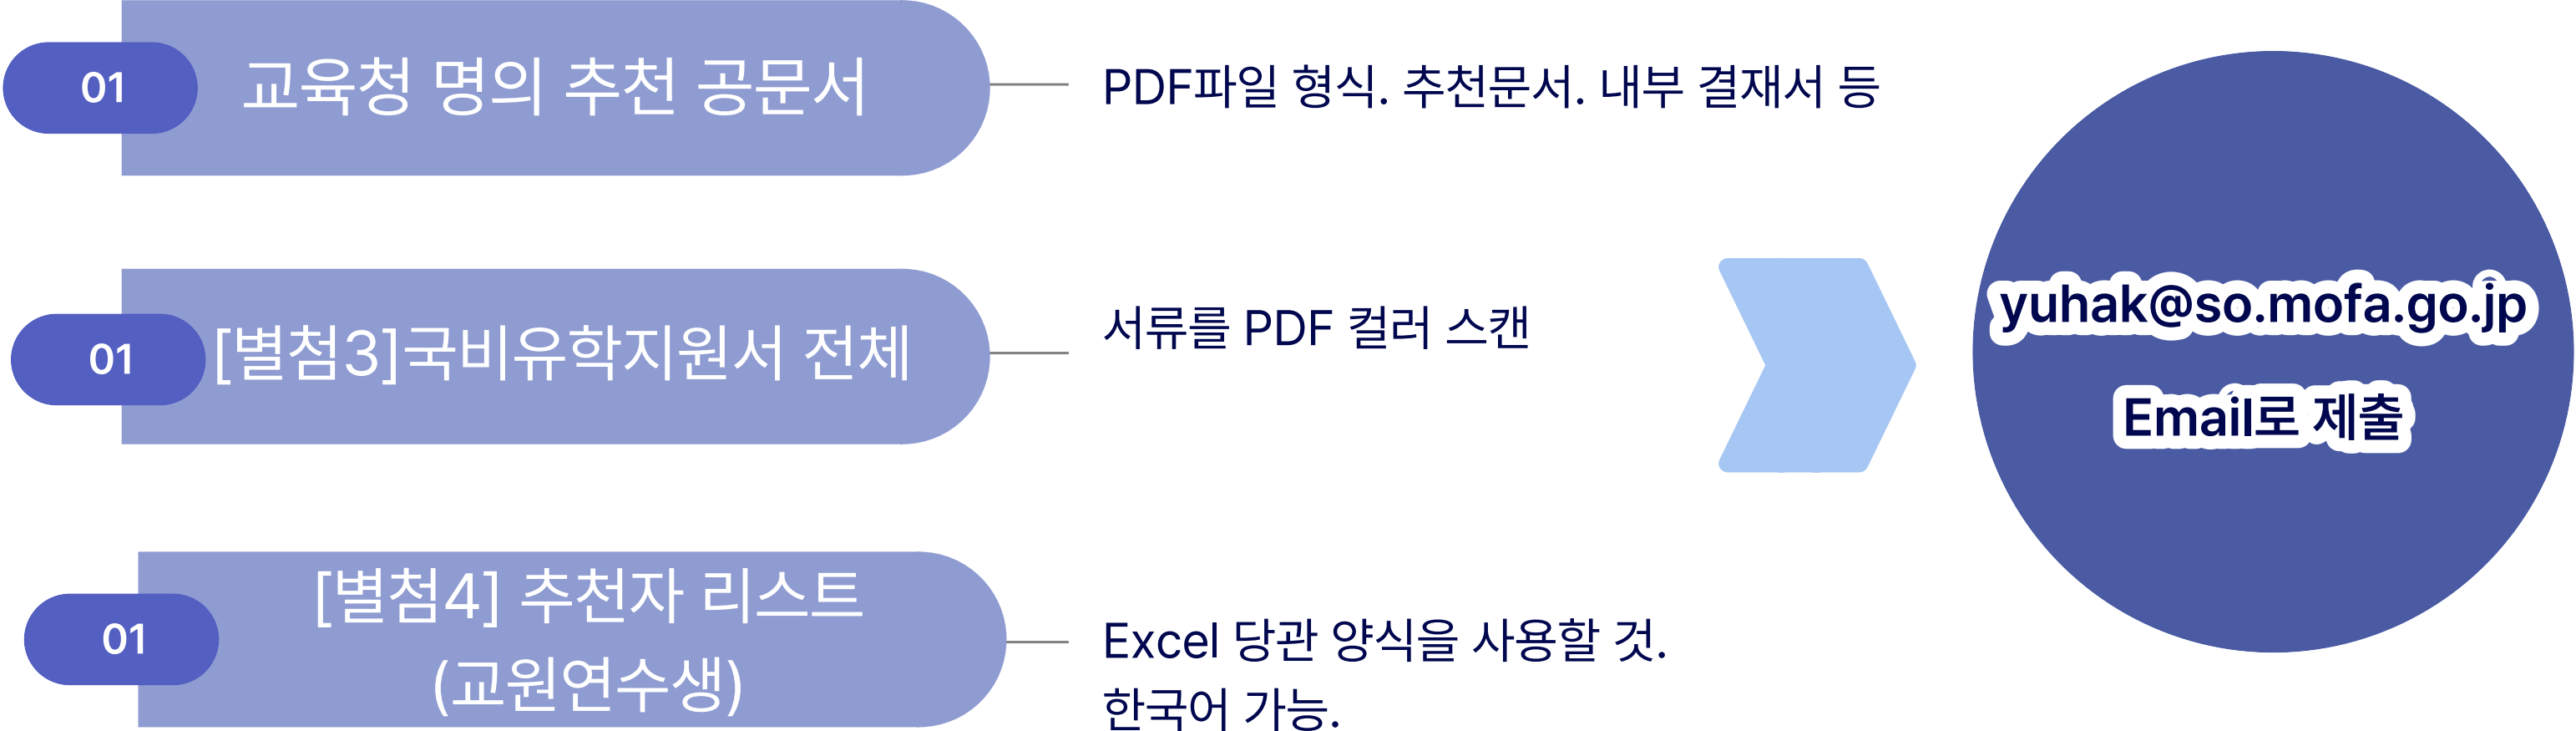 01
교육청 명의 추천 공문서
PDF파일 형식. 추천문서. 내부 결재서 등
01
[별첨3]국비유학지원서 전체
서류를 PDF 컬러 스캔
01
[별첨4] 추천자 리스트
(교원연수생)
Excel 당관 양식을 사용할 것.
한국어 가능.
yuhak@so.mofa.go.jp
Email로 제출